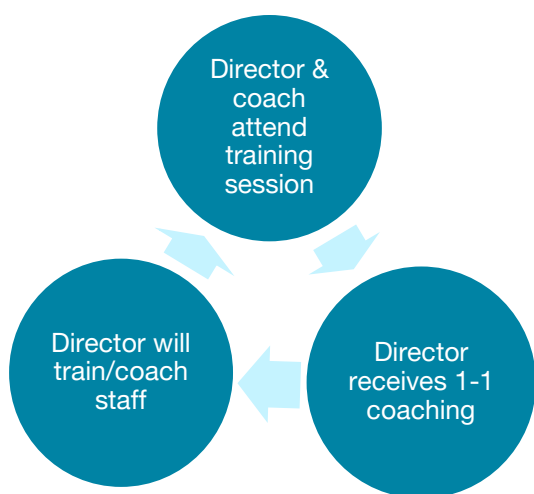 Director &
coach
attend
training
session
Director
receives 1-1
coaching
Director will
train/coach
staff